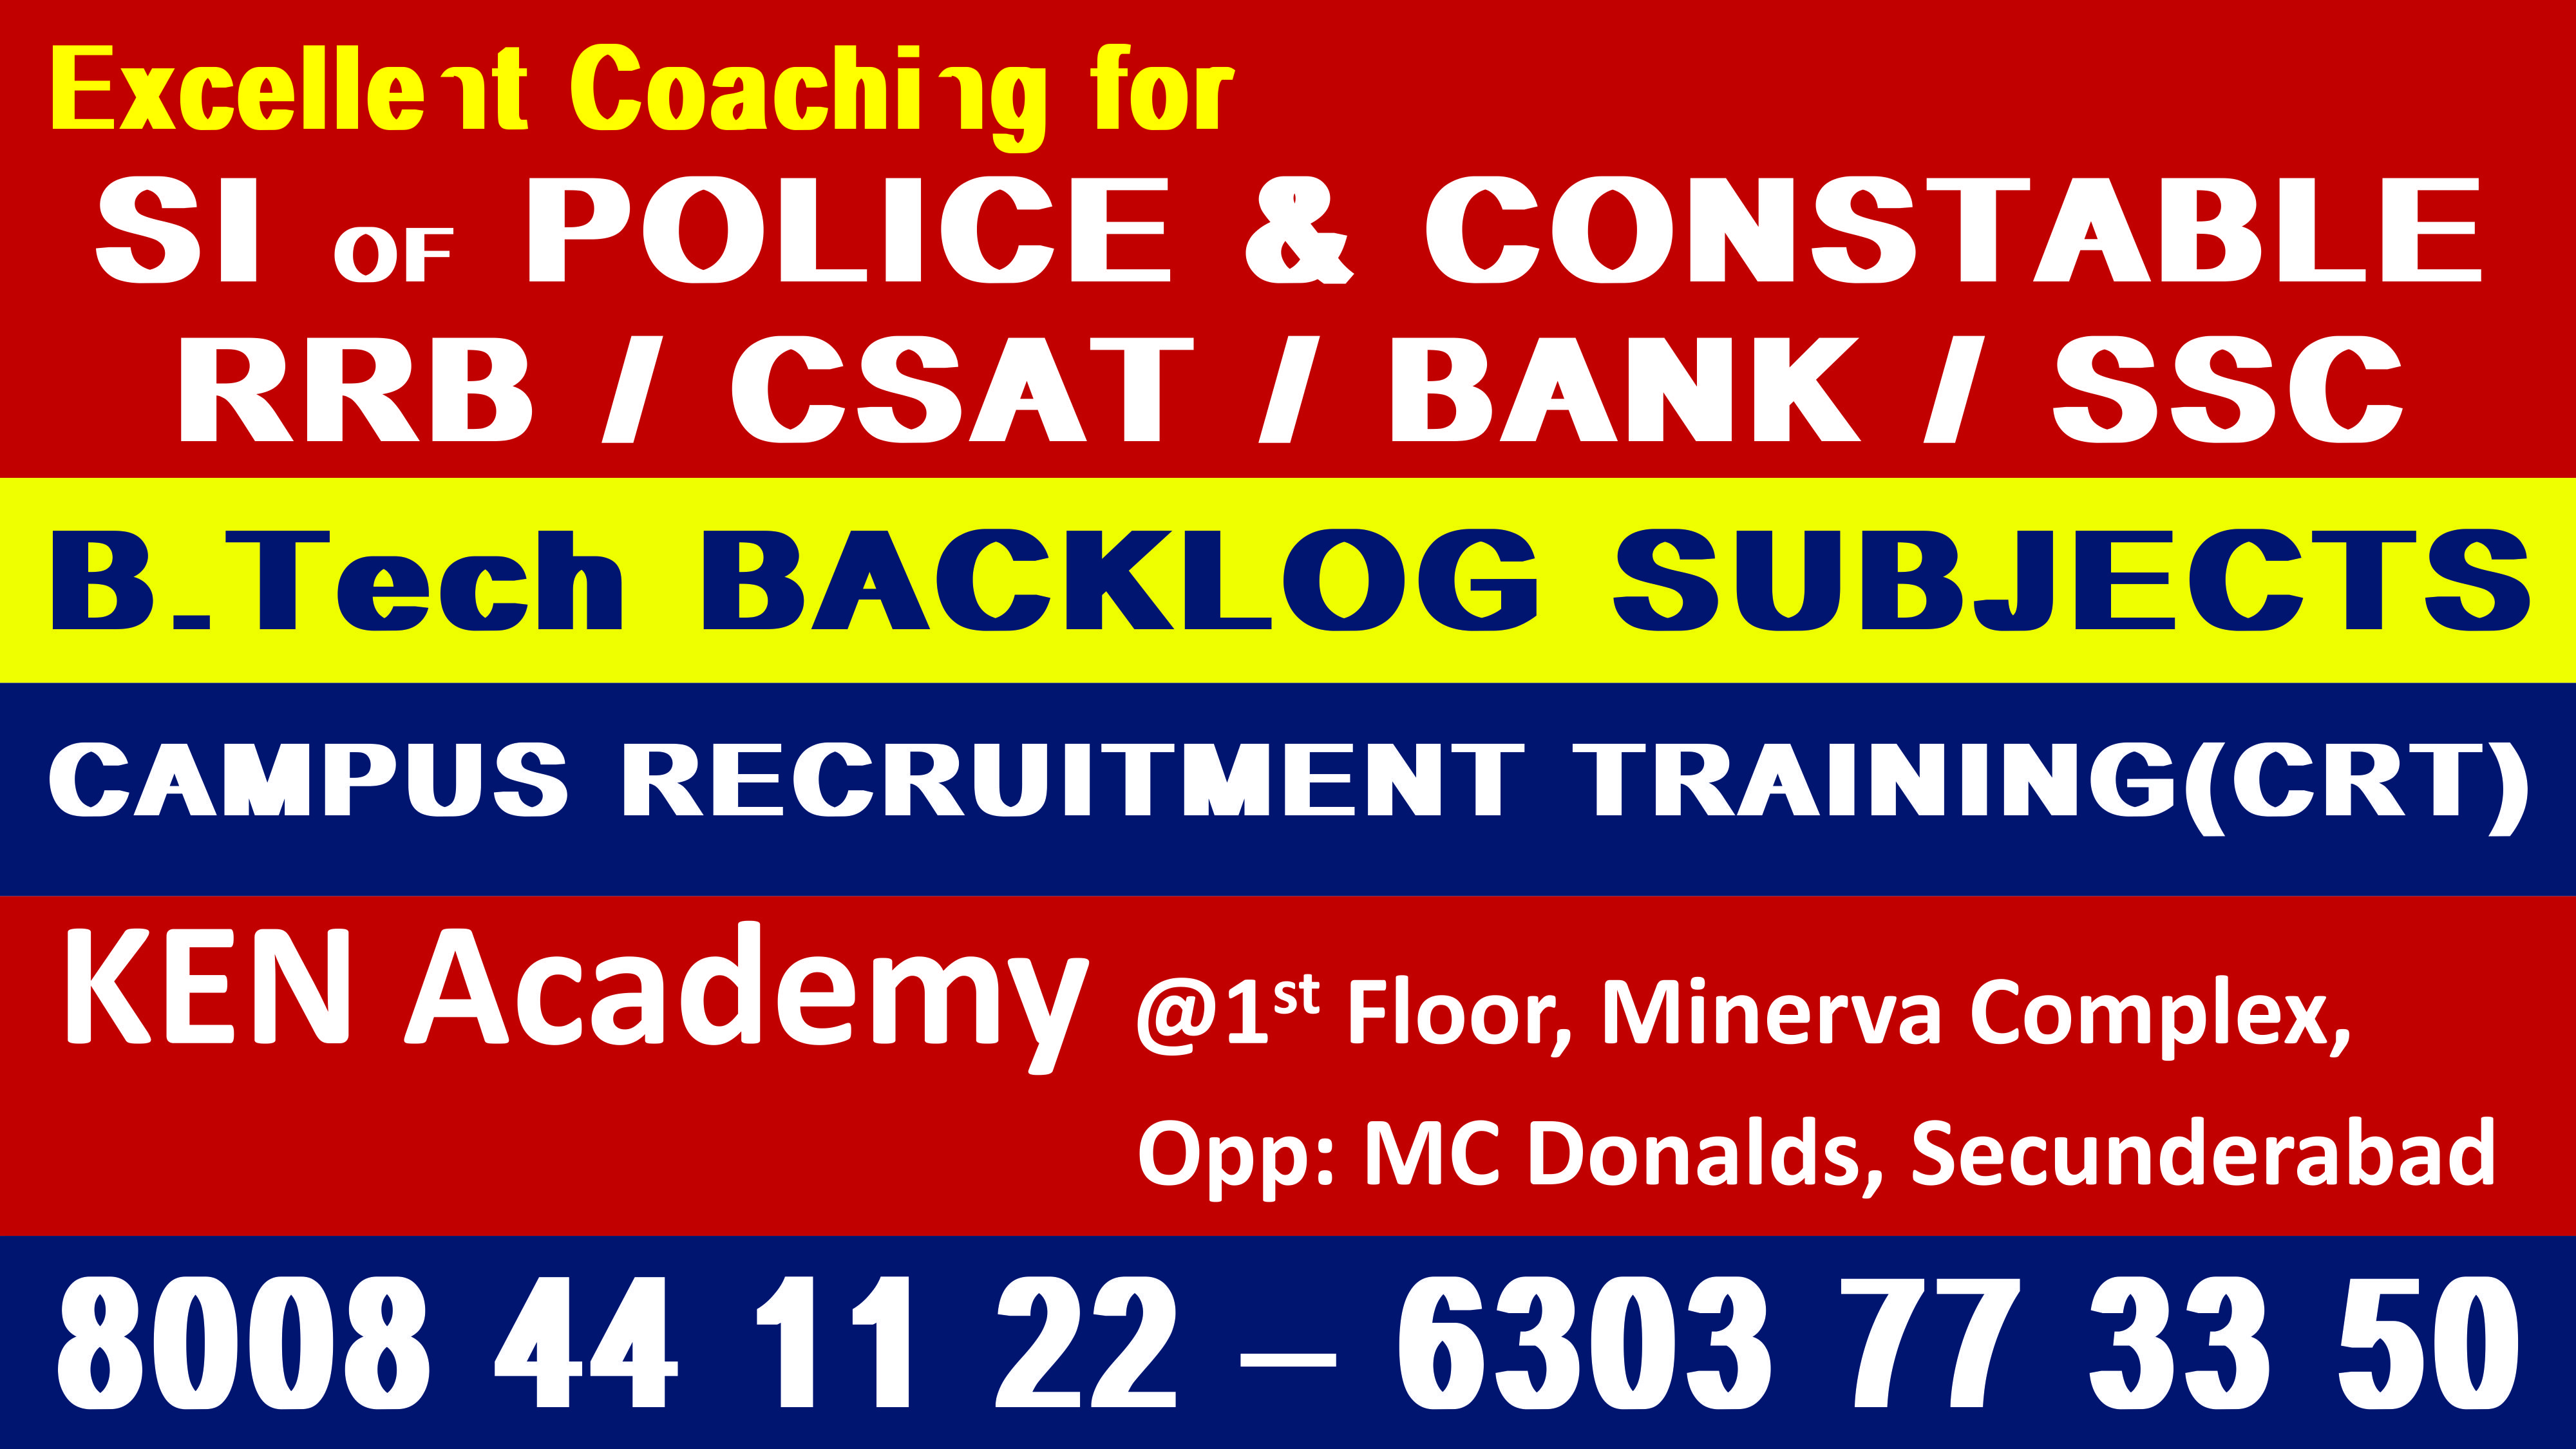 Excellent Coaching for
SI OF POLICE & CONSTABLE
RRB / CSAT / BANK / SSC
B.Tech BACKLOG SUBJECTS
CAMPUS RECRUITMENT TRAINING(CRT)
KEN Academy @1st Floor, Minerva Complex,
Opp: MC Donalds, Secunderabad
8008 44 11 22 – 6303 77 33 50